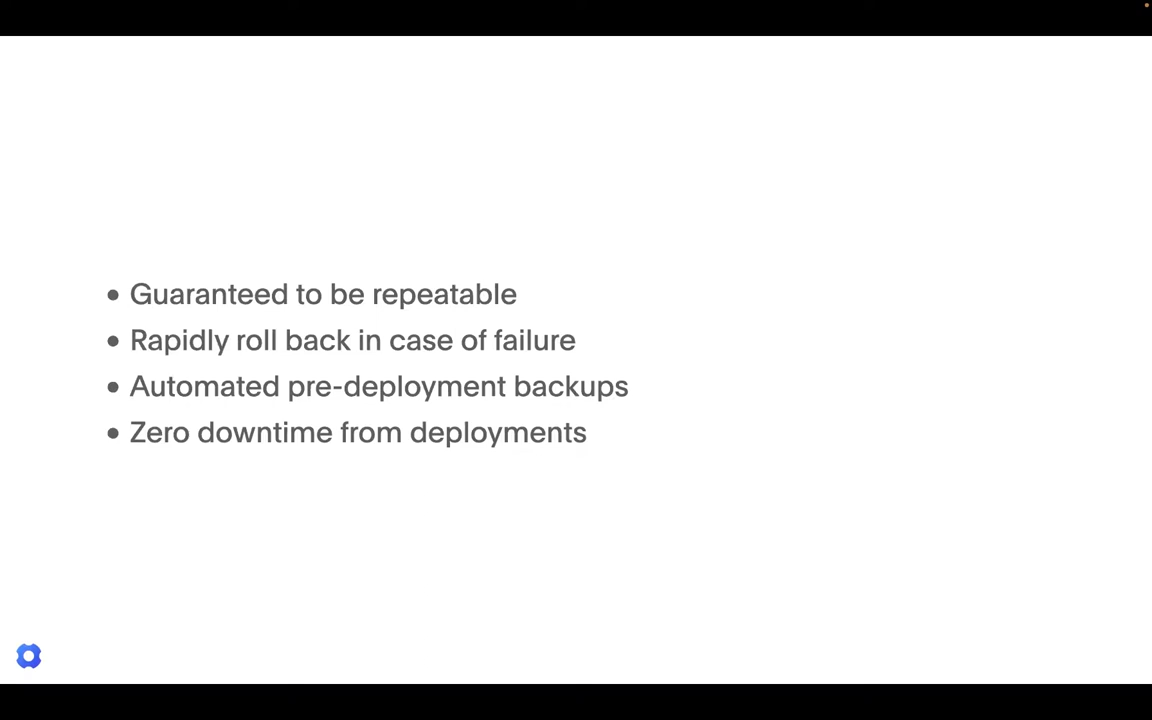 • Guaranteed to be repeatable
• Rapidly roll back in case of failure
• Automated pre-deployment backups
• Zero downtime from deployments